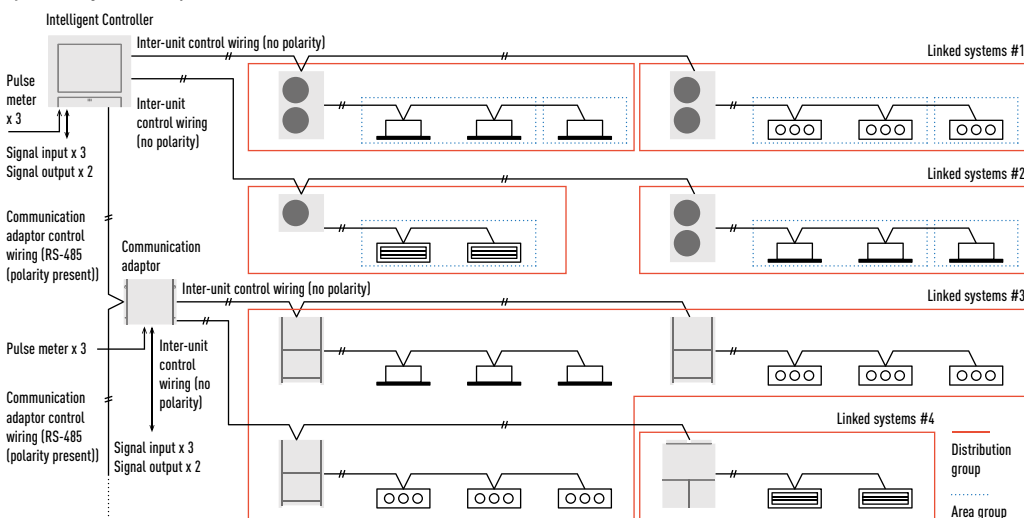 Intelligent Controller
Inter-unit control wiring (no polarity)
Linked systems #1
Pulse
meter
x 3
Inter-unit
control wiring
(no polarity)
Signal input x 3
Signal output x 2
Linked systems #2
Communication
adaptor control
wiring (RS-485
(polarity present))
Communication
adaptor
Inter-unit control wiring (no polarity)
Linked systems #3
Pulse meter x 3
Inter-unit
control
wiring (no
polarity)
Communication
adaptor control
wiring (RS-485
(polarity present))
Signal input x 3
Signal output x 2
Linked systems #4
Distribution
group
Area group